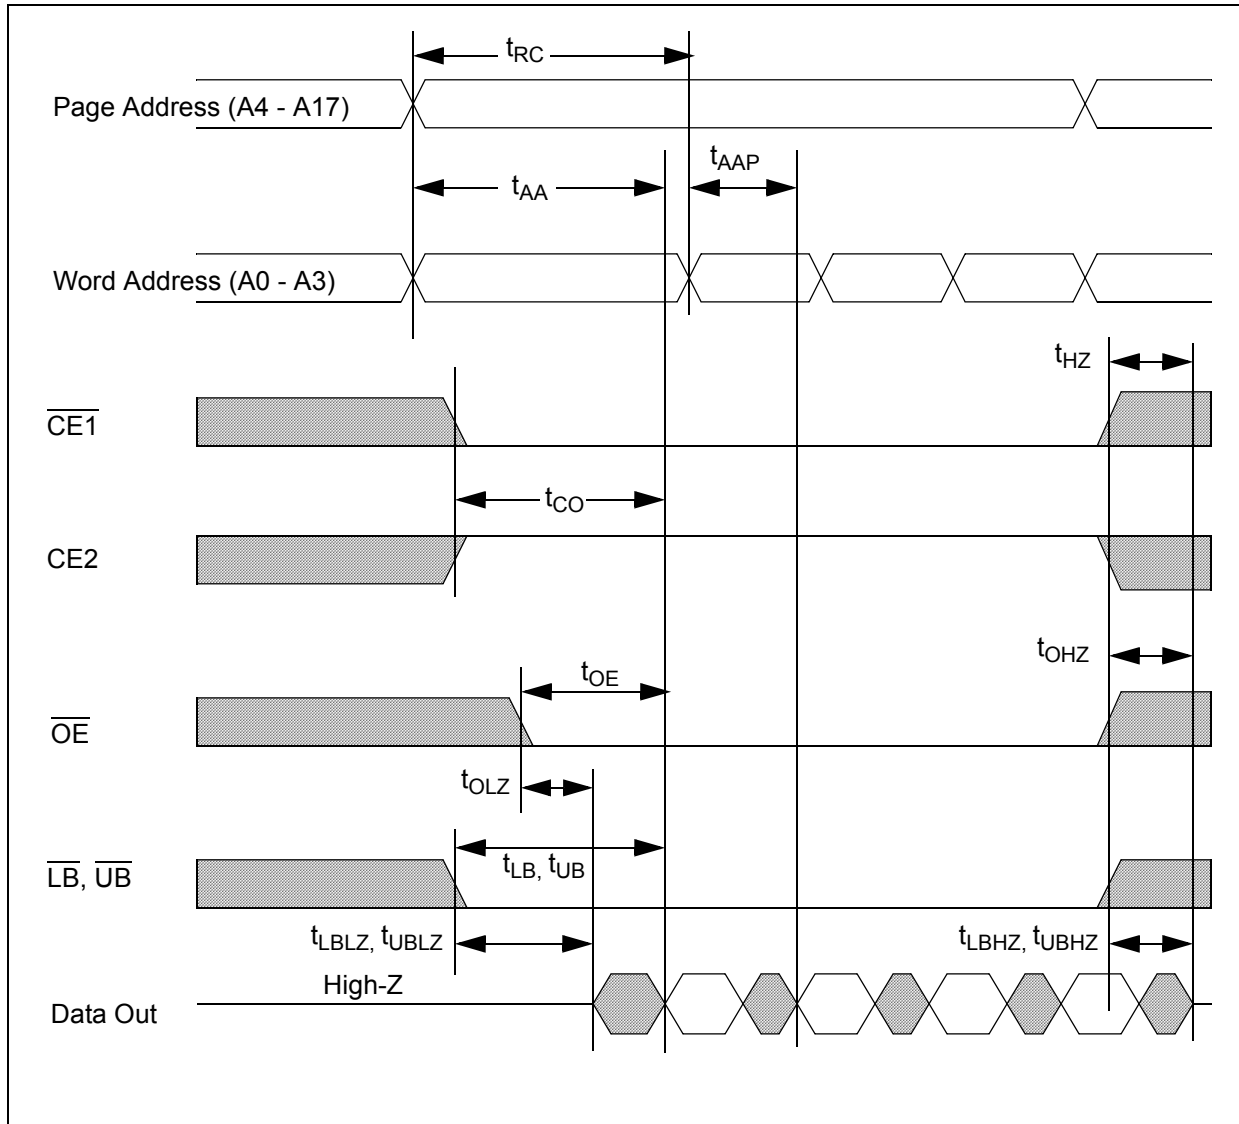 tRC
Page Address (A4 - A17)
tAAP
tAA
Word Address (A0 - A3)
tHZ
CE1
tCO
CE2
tOHZ
tOE
OE
tOLZ
LB, UB
tLB, tUB
tLBLZ, tUBLZ
tLBHZ, tUBHZ
High-Z
Data Out